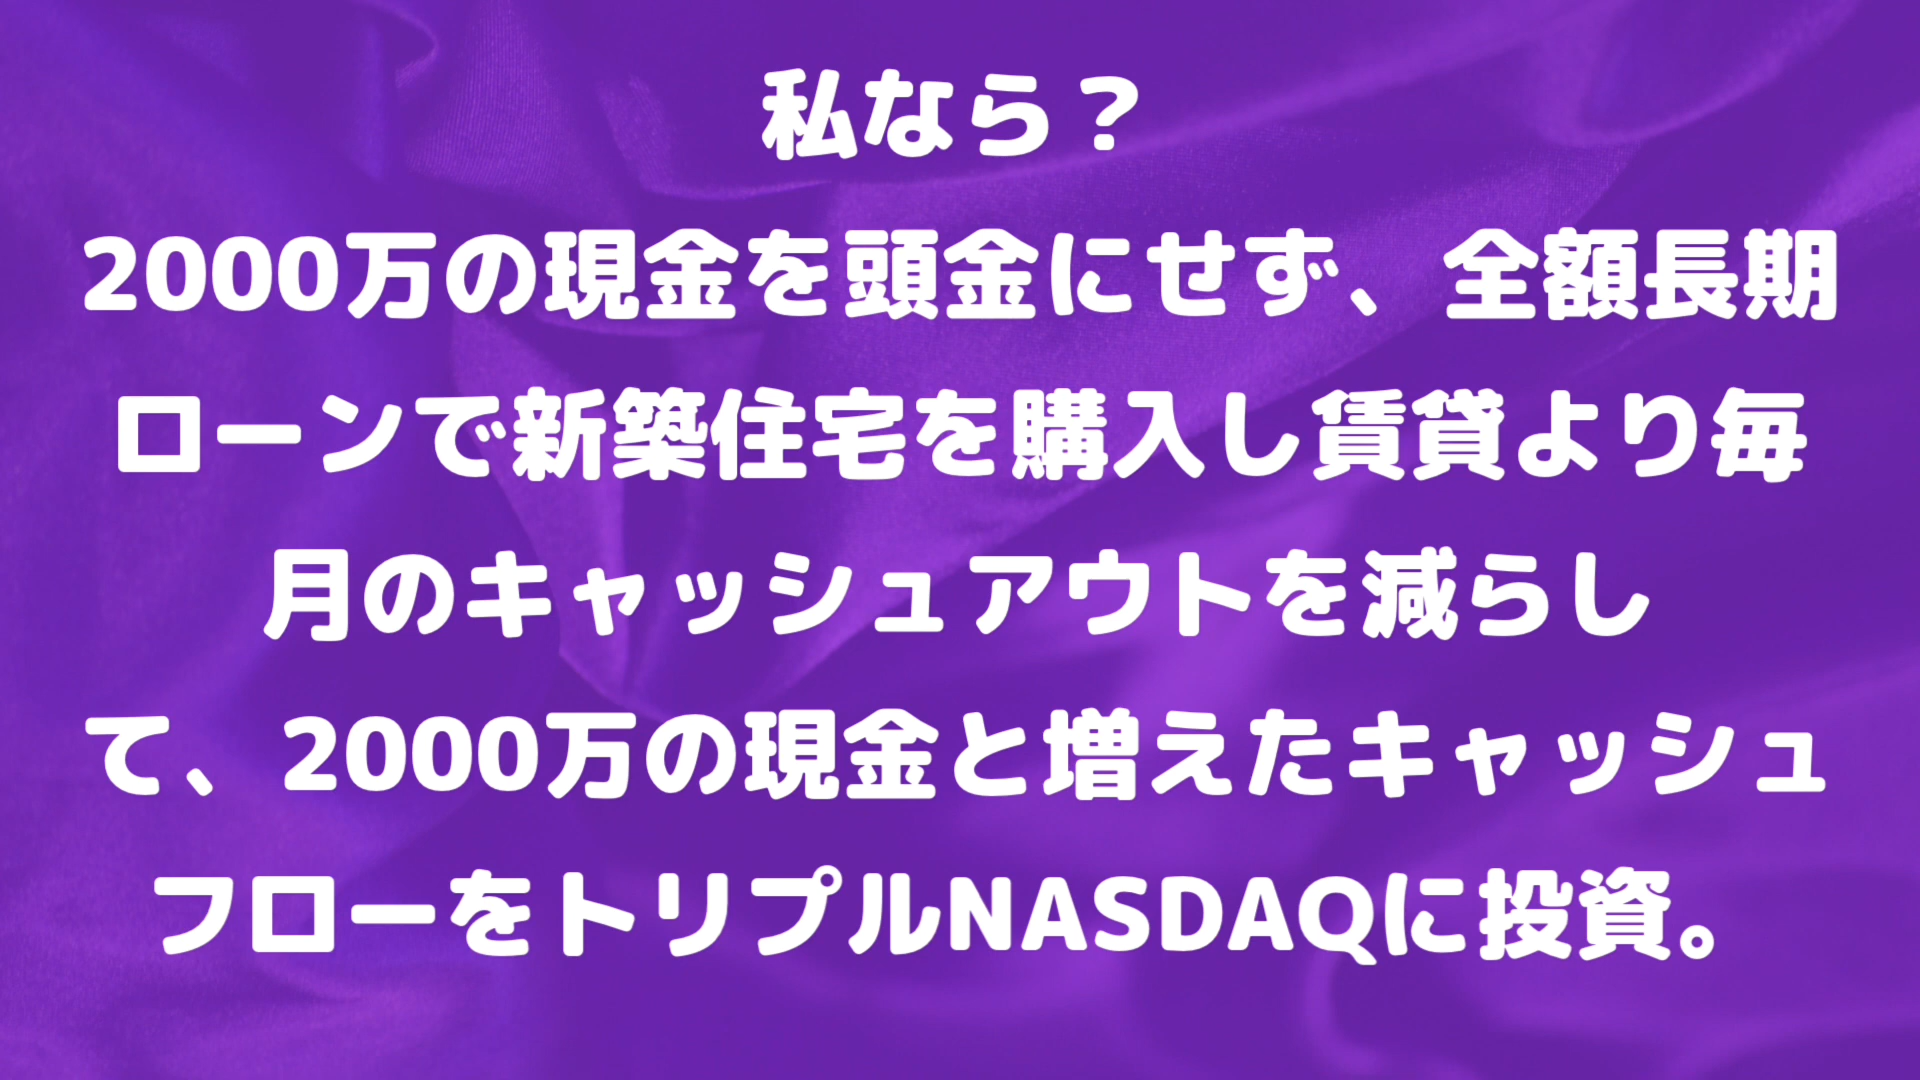 私なら？
2000万の現金を頭金にせず、全額長期
ローンで新築住宅を購入し賃貸より毎
月のキャッシュアウトを減らし
て、2000万の現金と増えたキャッシュ
フローをトリプルNASDAQに投資。